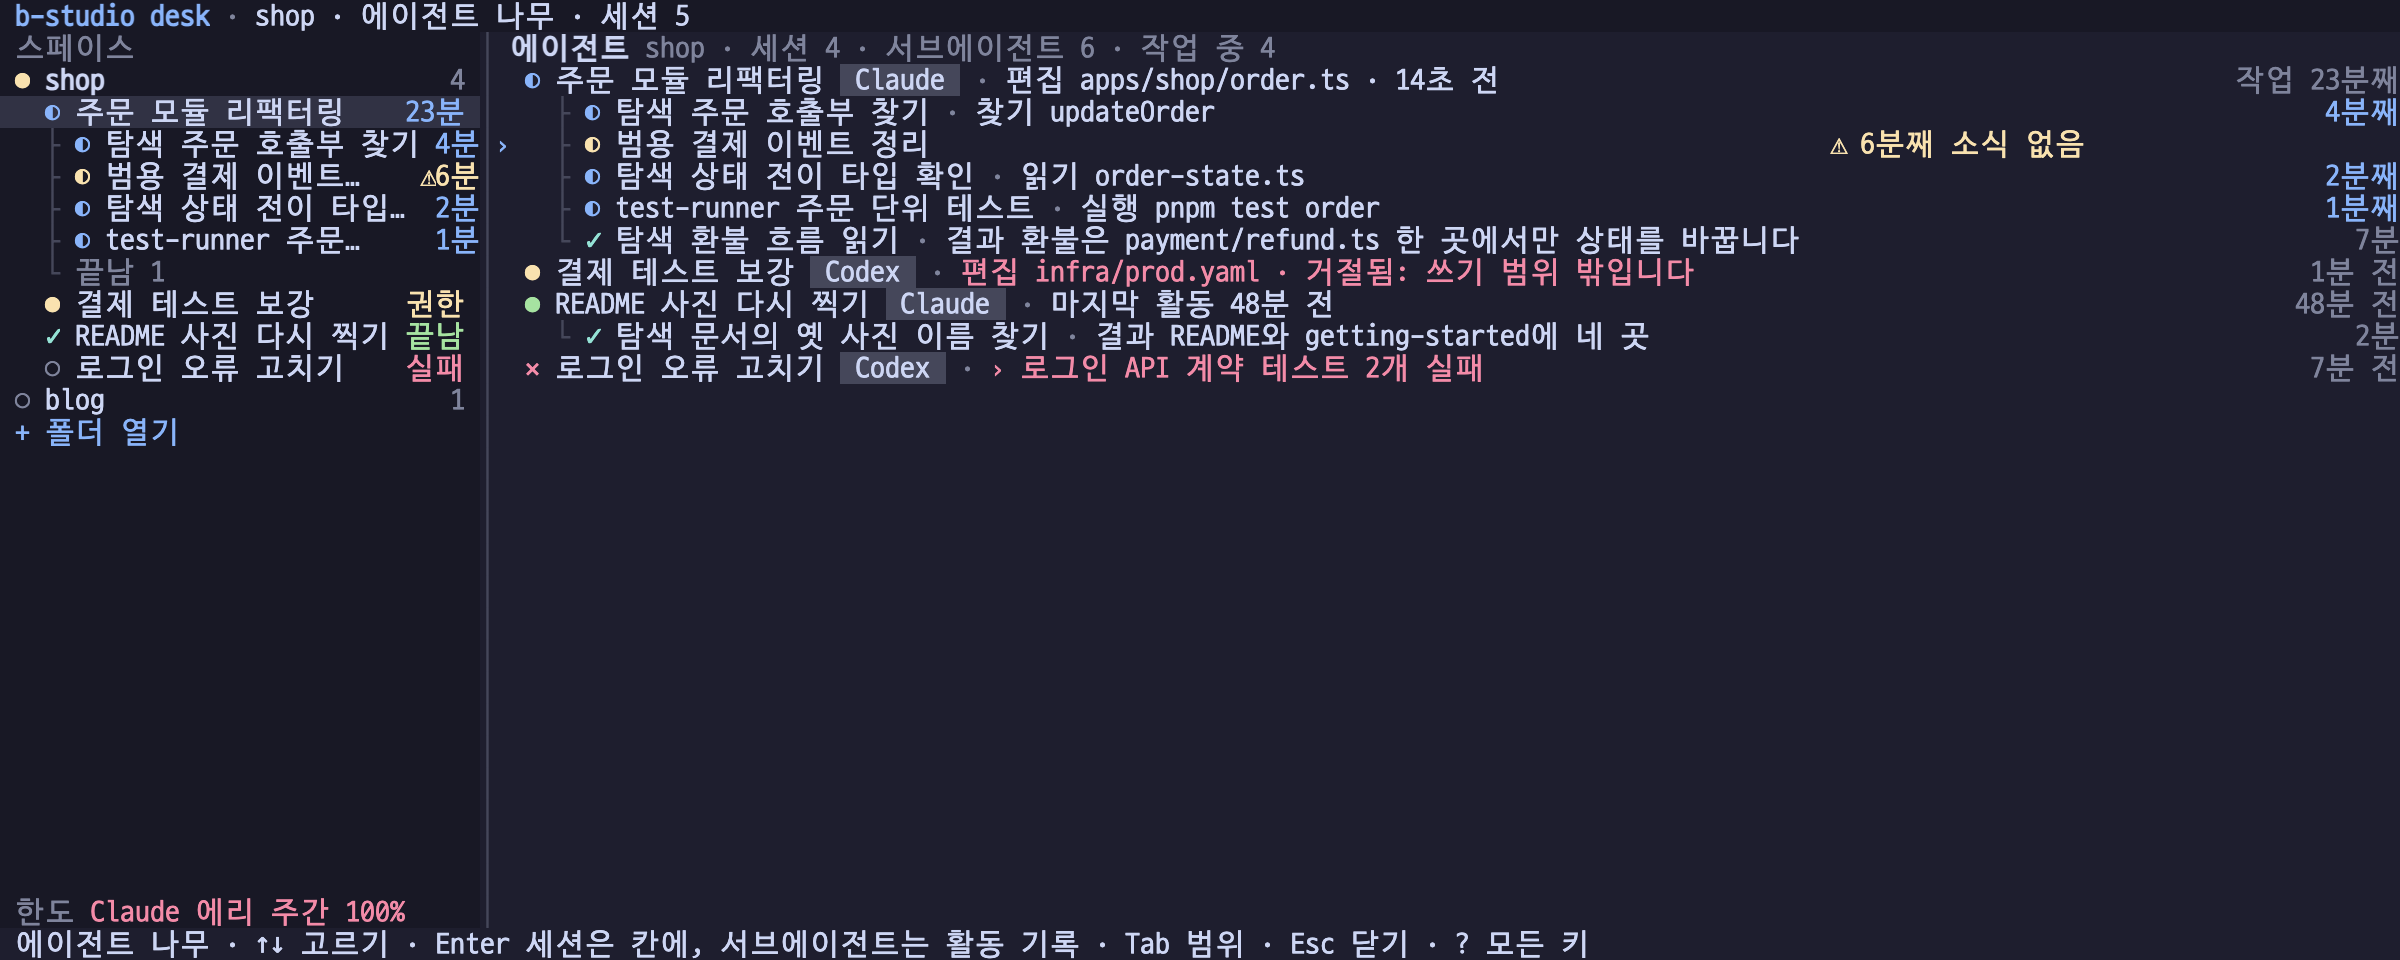 b-studio desk · shop · 에이전트 나무 · 세션 5
스페이스
● shop 4
◐ 주문 모듈 리팩터링 23분
├ ◐ 탐색 주문 호출부 찾기 4분
├ ◐ 범용 결제 이벤트… ⚠6분
├ ◐ 탐색 상태 전이 타입… 2분
├ ◐ test-runner 주문… 1분
└ 끝남 1
● 결제 테스트 보강 권한
✓ README 사진 다시 찍기 끝남
○ 로그인 오류 고치기 실패
○ blog 1
+ 폴더 열기
한도 Claude 에리 주간 100%
에이전트 shop · 세션 4 · 서브에이전트 6 · 작업 중 4
◐ 주문 모듈 리팩터링 Claude · 편집 apps/shop/order.ts · 14초 전 작업 23분째
├ ◐ 탐색 주문 호출부 찾기 · 찾기 updateOrder 4분째
› ├ ◐ 범용 결제 이벤트 정리 ⚠ 6분째 소식 없음
├ ◐ 탐색 상태 전이 타입 확인 · 읽기 order-state.ts 2분째
├ ◐ test-runner 주문 단위 테스트 · 실행 pnpm test order 1분째
└ ✓ 탐색 환불 흐름 읽기 · 결과 환불은 payment/refund.ts 한 곳에서만 상태를 바꿉니다 7분
● 결제 테스트 보강 Codex · 편집 infra/prod.yaml · 거절됨: 쓰기 범위 밖입니다 1분 전
● README 사진 다시 찍기 Claude · 마지막 활동 48분 전 48분 전
└ ✓ 탐색 문서의 옛 사진 이름 찾기 · 결과 README와 getting-started에 네 곳 2분
× 로그인 오류 고치기 Codex · › 로그인 API 계약 테스트 2개 실패 7분 전
에이전트 나무 · ↑↓ 고르기 · Enter 세션은 칸에, 서브에이전트는 활동 기록 · Tab 범위 · Esc 닫기 · ? 모든 키